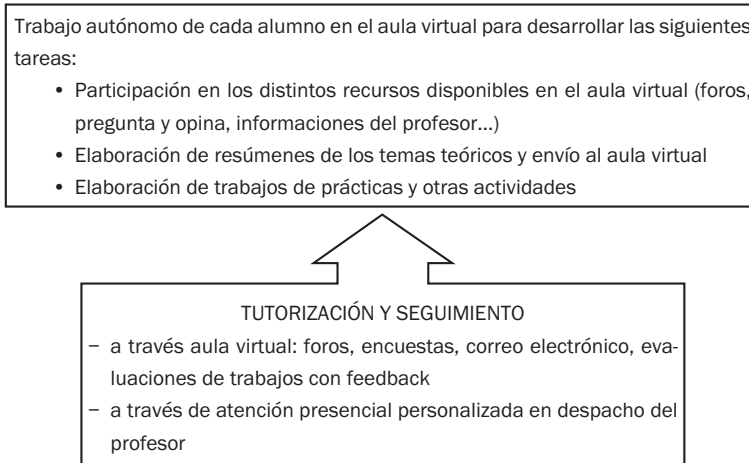 Trabajo autónomo de cada alumno en el aula virtual para desarrollar las siguientes
tareas:
• Participación en los distintos recursos disponibles en el aula virtual (foros,
pregunta y opina, informaciones del profesor...)
• Elaboración de resúmenes de los temas teóricos y envío al aula virtual
• Elaboración de trabajos de prácticas y otras actividades
TUTORIZACIÓN Y SEGUIMIENTO
– a través aula virtual: foros, encuestas, correo electrónico, eva-
luaciones de trabajos con feedback
– a través de atención presencial personalizada en despacho del
profesor